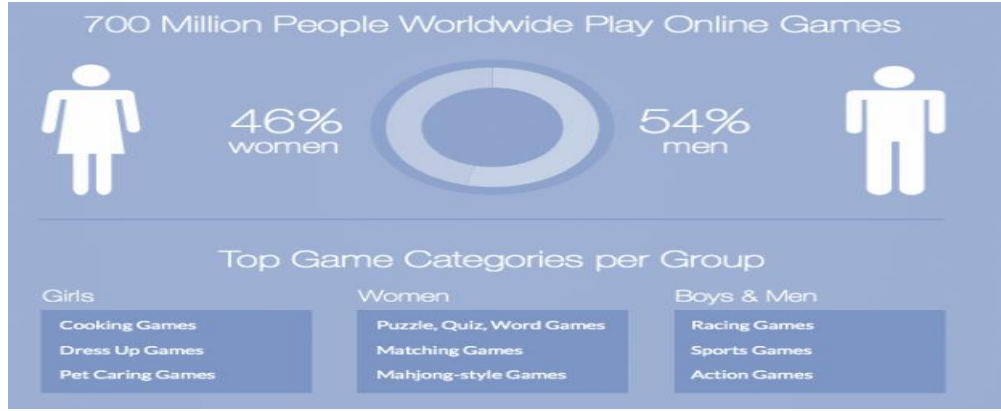 700 Million People Worldwide Play Online Games
46%
women
54%
men
Top Game Categories per Group
Girls
Cooking Games
Dress Up Games
Pet Caring Games
Women
Puzzle, Quiz, Word Games
Matching Games
Mahjong-style Games
Boys & Men
Racing Games
Sports Games
Action Games